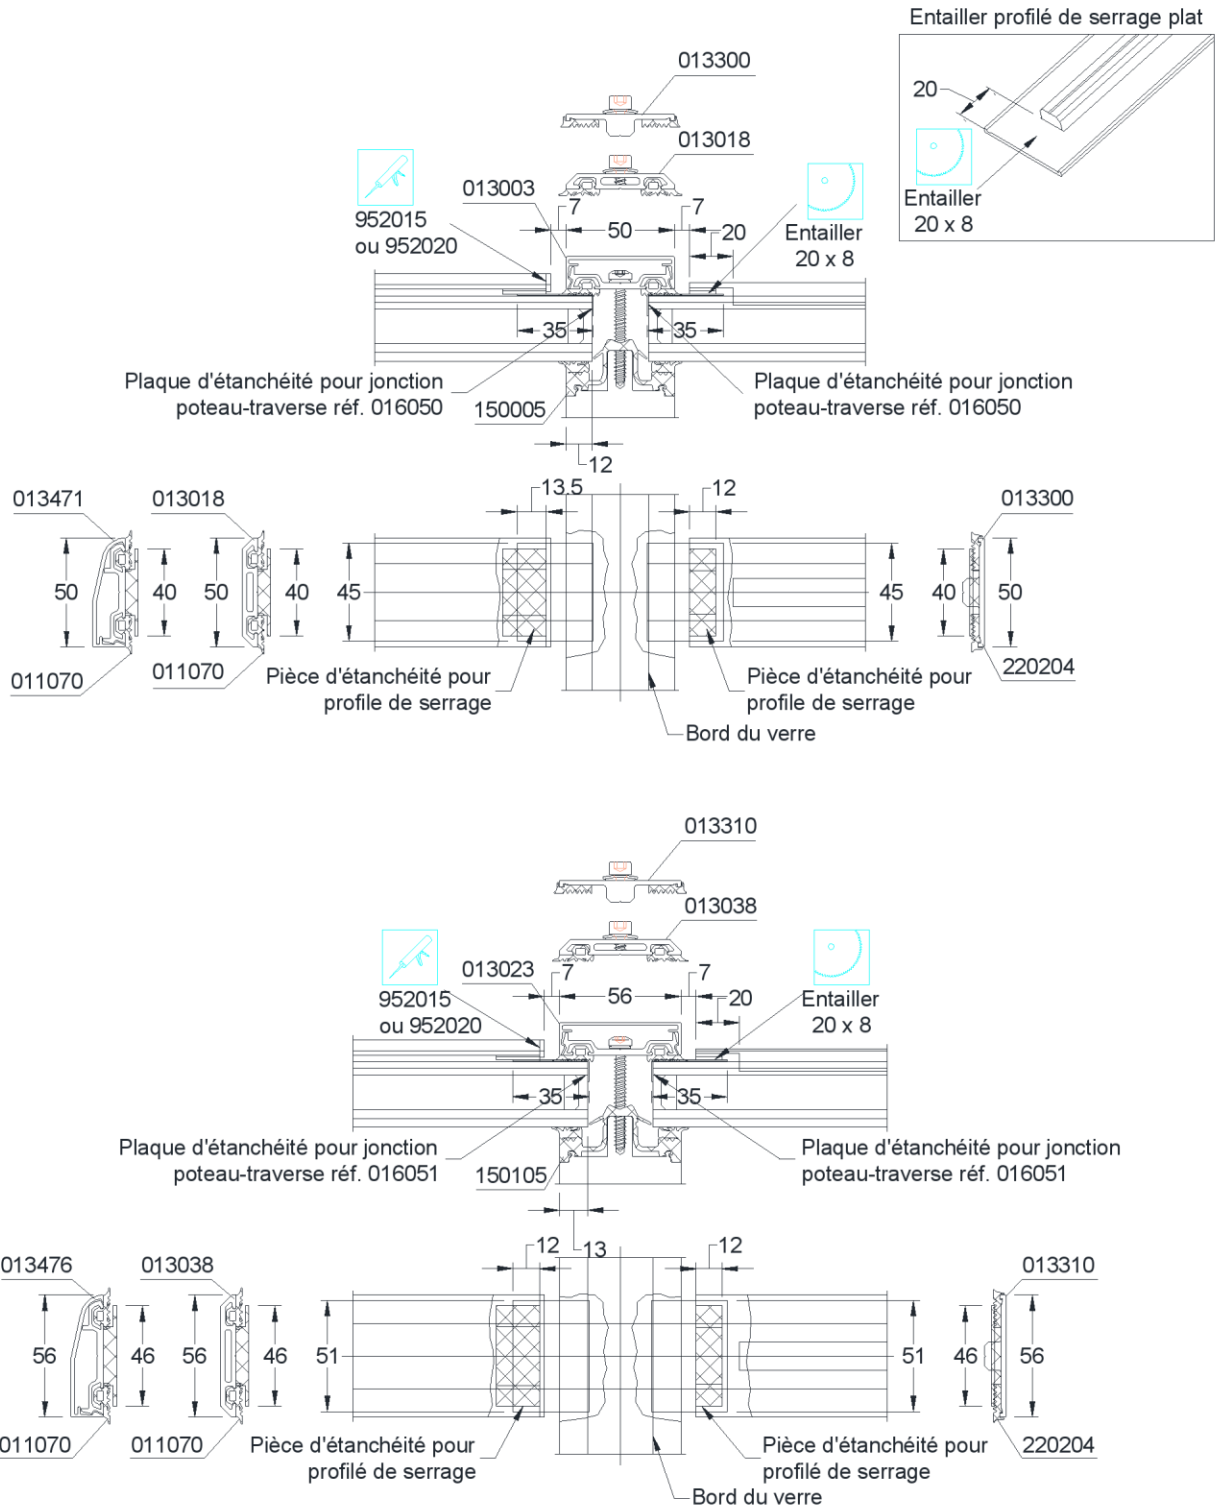 Entailler profilé de serrage plat
20
Entailler
20 x 8
013300
013018
013003
952015
ou 952020
7
50
7
20
Entailler
20 x 8
35
35
Plaque d'étanchéité pour jonction
poteau-traverse réf. 016050
150005
Plaque d'étanchéité pour jonction
poteau-traverse réf. 016050
12
13.5
12
013471
013018
013300
50
40
50
40
45
45
40
50
011070
011070
Pièce d'étanchéité pour
profile de serrage
Pièce d'étanchéité pour
profile de serrage
220204
Bord du verre
013310
013038
013023
952015
ou 952020
7
56
7
20
Entailler
20 x 8
35
35
Plaque d'étanchéité pour jonction
poteau-traverse réf. 016051
150105
Plaque d'étanchéité pour jonction
poteau-traverse réf. 016051
12
13
12
013476
013038
013310
56
46
56
46
51
51
46
56
011070
011070
Pièce d'étanchéité pour
profilé de serrage
Pièce d'étanchéité pour
profilé de serrage
220204
Bord du verre